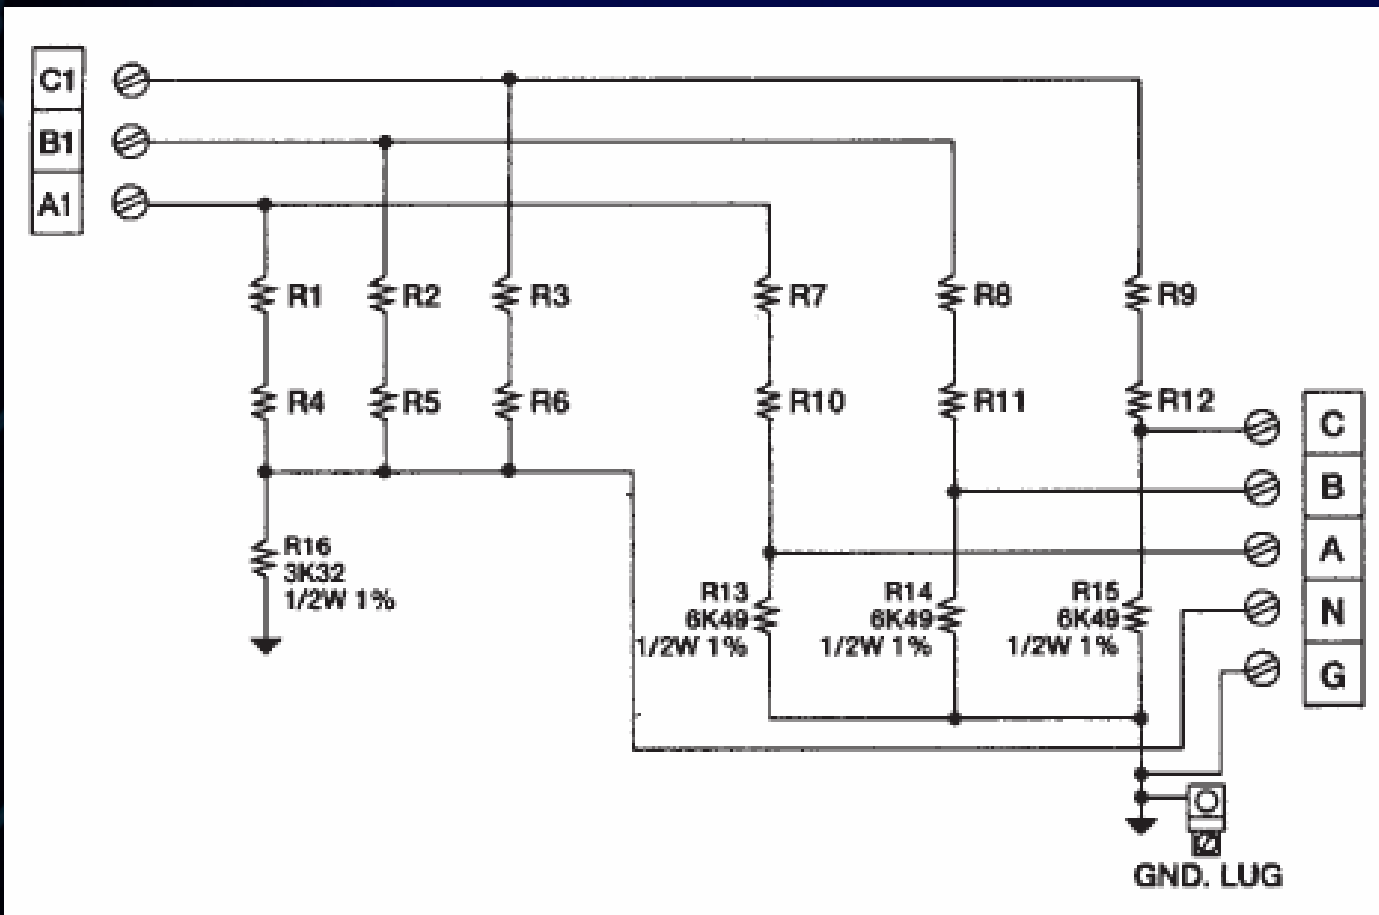 C1
B1
A1
R1
R2
R3
R7
R8
R9
R4
R5
R6
R10
R11
R12
C
B
A
N
G
R16
3K32
1/2W 1%
R13
6K49
1/2W 1%
R14
6K49
1/2W 1%
R15
6K49
1/2W 1%
GND. LUG